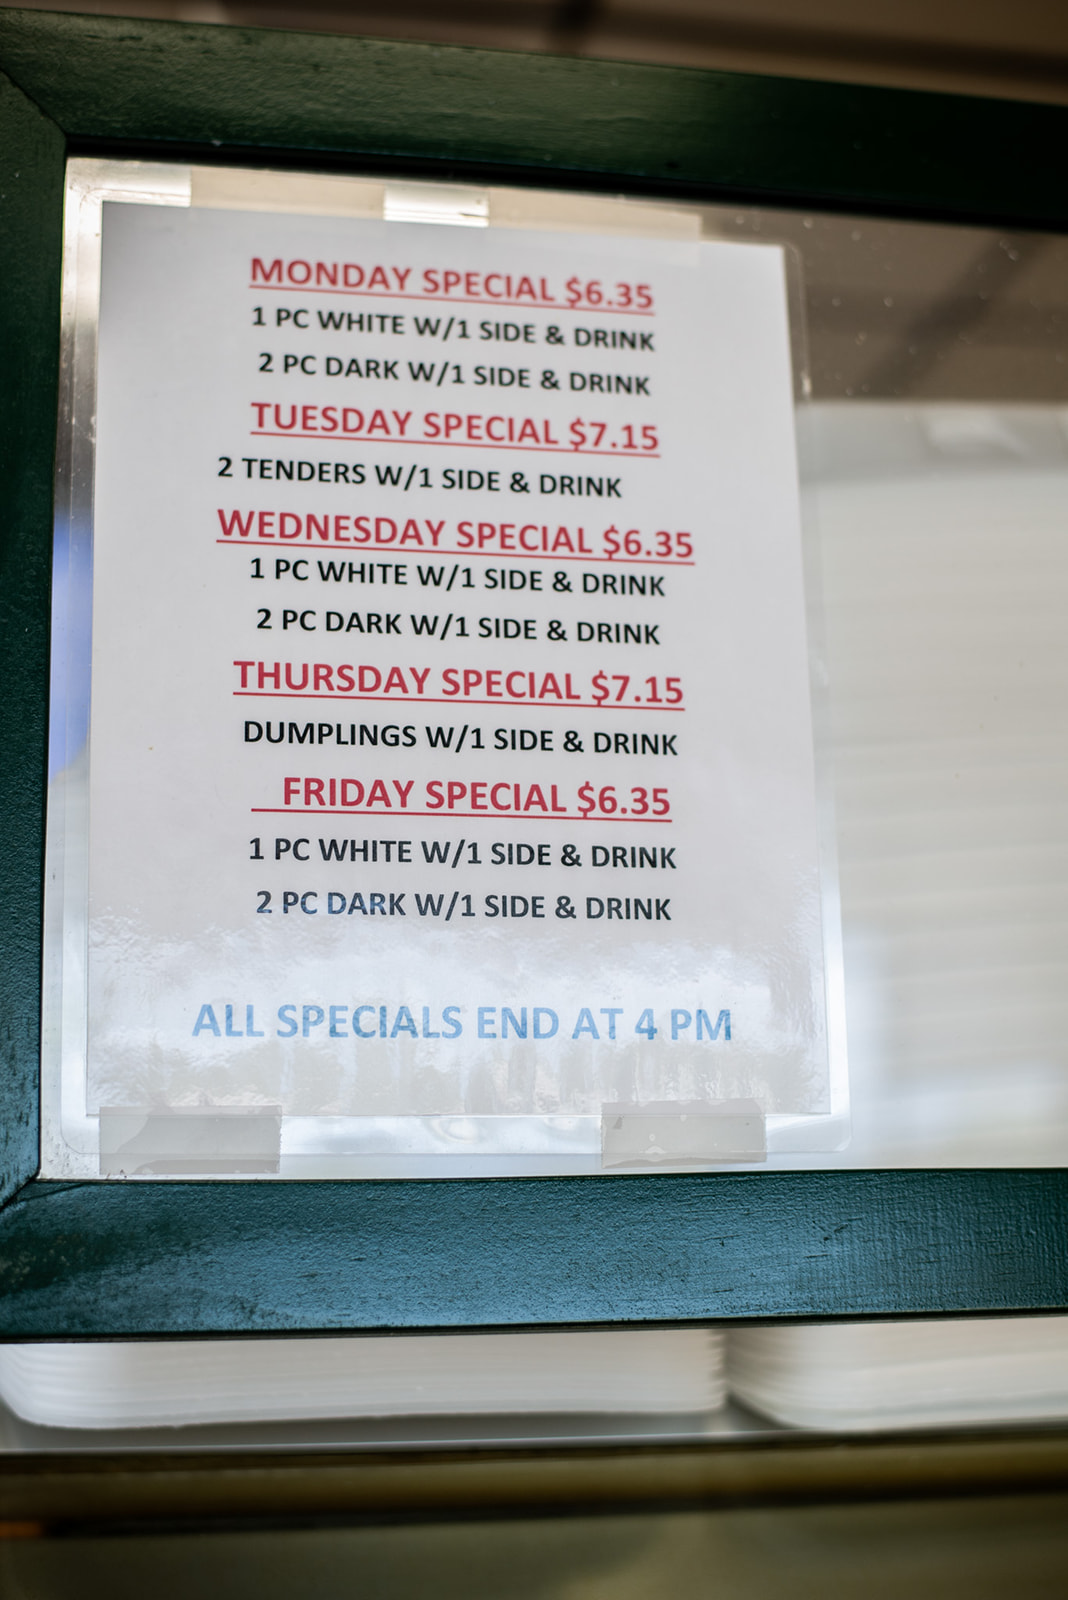 MONDAY SPECIAL $6.35
1 PC WHITE W/1 SIDE & DRINK
2 PC DARK W/1 SIDE & DRINK
TUESDAY SPECIAL $7.15
2 TENDERS W/1 SIDE & DRINK
WEDNESDAY SPECIAL $6.35
1 PC WHITE W/1 SIDE & DRINK
2 PC DARK W/1 SIDE & DRINK
THURSDAY SPECIAL $7.15
DUMPLINGS W/1 SIDE & DRINK
FRIDAY SPECIAL $6.35
1 PC WHITE W/1 SIDE & DRINK
2 PC DARK W/1 SIDE & DRINK
ALL SPECIALS END AT 4 PM